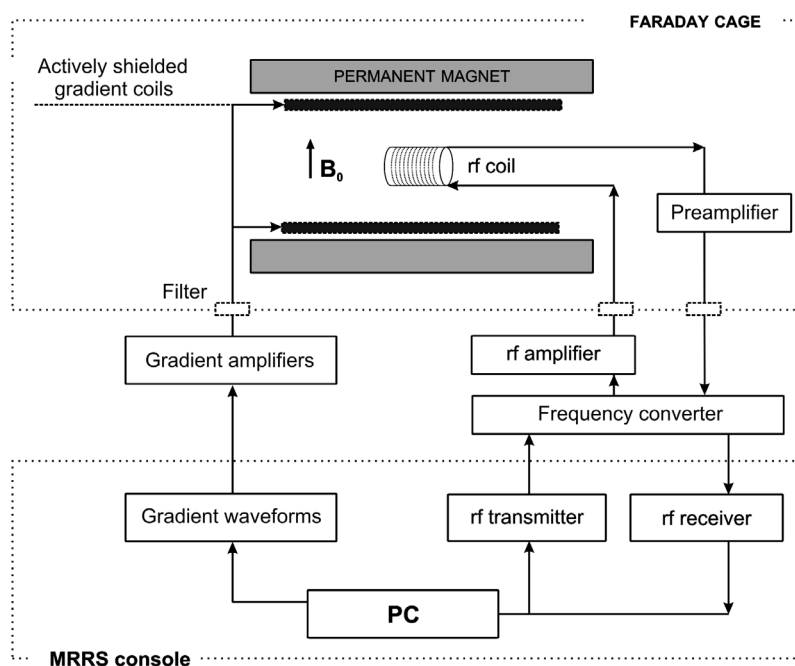 FARADAY CAGE
Actively shielded
gradient coils
PERMANENT MAGNET
B₀
rf coil
Preamplifier
Filter
Gradient amplifiers
rf amplifier
Frequency converter
Gradient waveforms
rf transmitter
rf receiver
PC
MRRS console